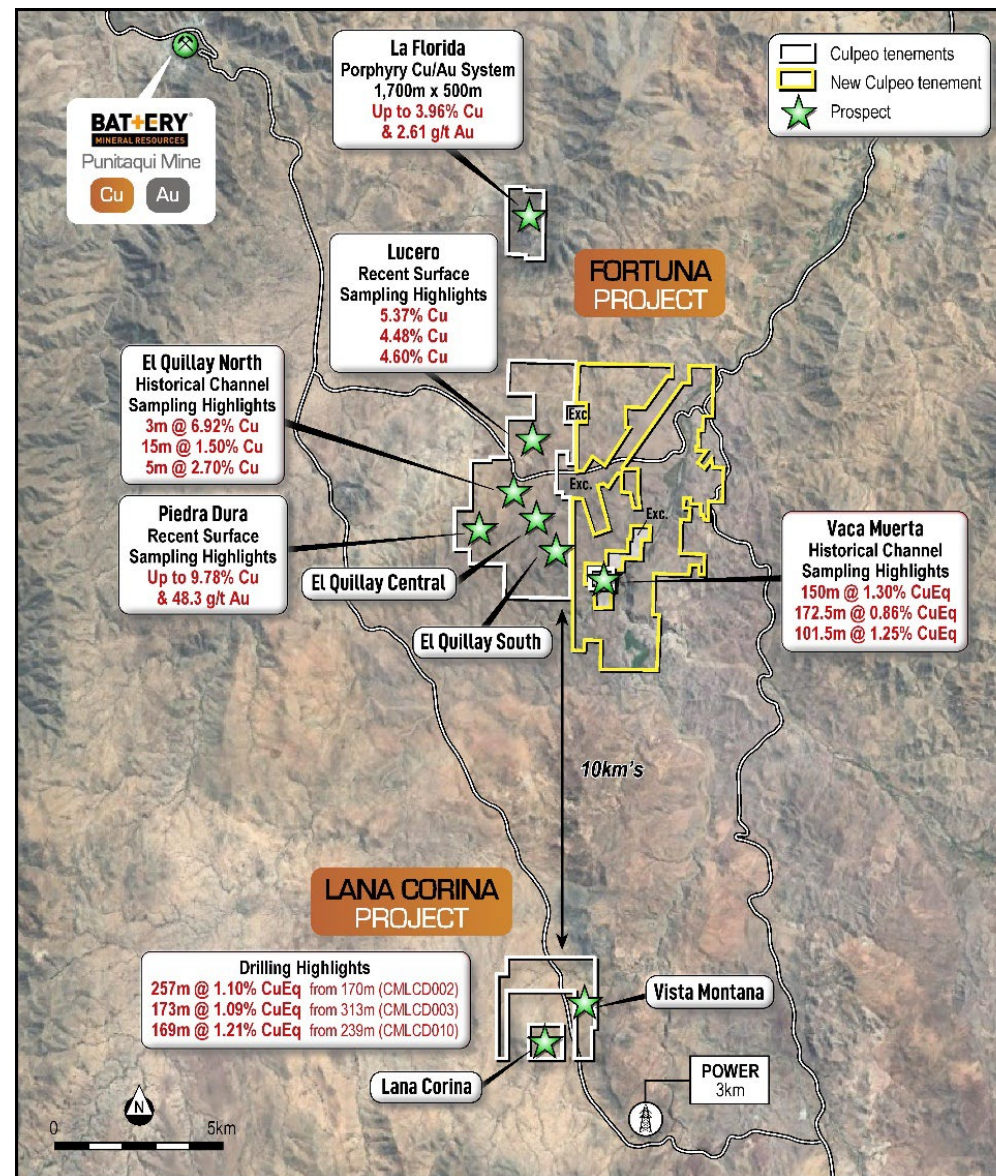 La Florida
Porphyry Cu/Au System
1,700m x 500m
Up to 3.96% Cu
& 2.61 g/t Au
Culpeo tenements
New Culpeo tenement
Prospect
BATTERY
MINERAL RESOURCES
Punitaqui Mine
Cu Au
Lucero
Recent Surface
Sampling Highlights
5.37% Cu
4.48% Cu
4.60% Cu
FORTUNA
PROJECT
El Quillay North
Historical Channel
Sampling Highlights
3m @ 6.92% Cu
15m @ 1.50% Cu
5m @ 2.70% Cu
Exc.
Exc.
Exc.
Piedra Dura
Recent Surface
Sampling Highlights
Up to 9.78% Cu
& 48.3 g/t Au
El Quillay Central
El Quillay South
Vaca Muerta
Historical Channel
Sampling Highlights
150m @ 1.30% CuEq
172.5m @ 0.86% CuEq
101.5m @ 1.25% CuEq
10km's
LANA CORINA
PROJECT
Drilling Highlights
257m @ 1.10% CuEq from 170m (CMLCD002)
173m @ 1.09% CuEq from 313m (CMLCD003)
169m @ 1.21% CuEq from 239m (CMLCD010)
Vista Montana
Lana Corina
POWER
3km
N
0 5km